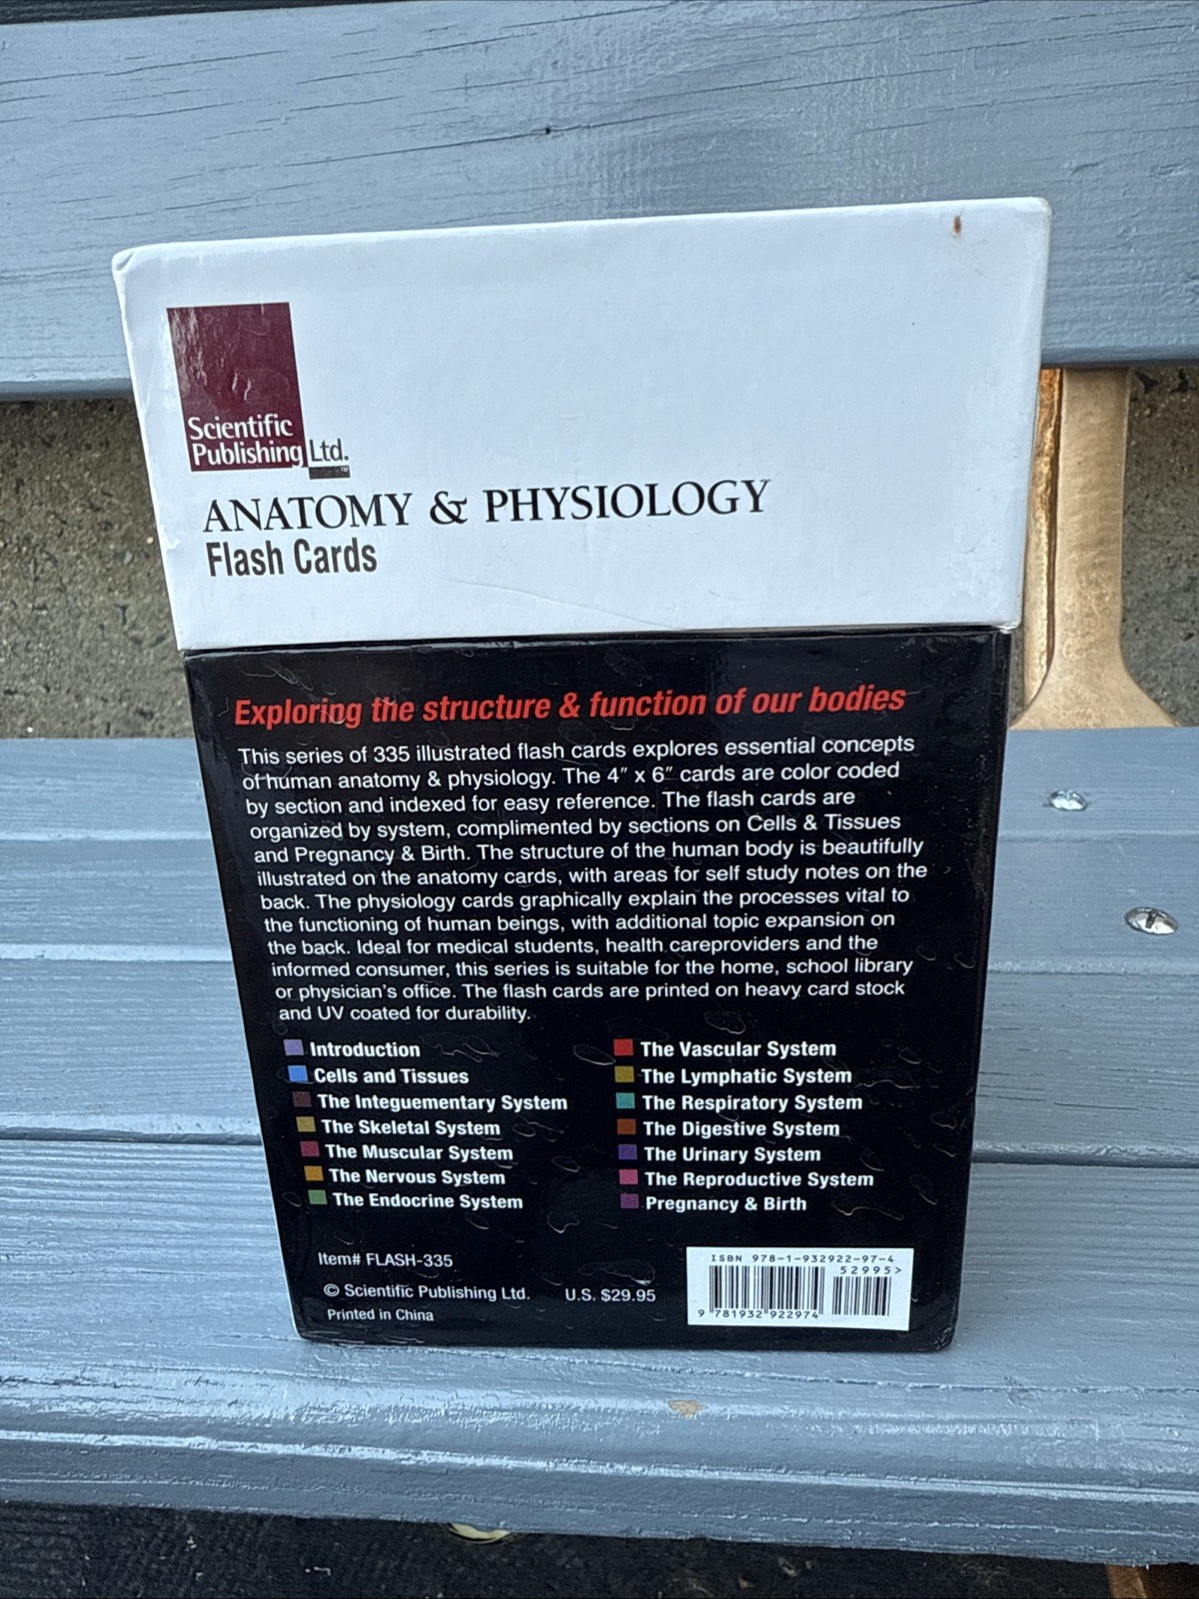 Scientific
Publishing Ltd.
TM
ANATOMY & PHYSIOLOGY
Flash Cards
Exploring the structure & function of our bodies
This series of 335 illustrated flash cards explores essential concepts
of human anatomy & physiology. The 4" x 6" cards are color coded
by section and indexed for easy reference. The flash cards are
organized by system, complimented by sections on Cells & Tissues
and Pregnancy & Birth. The structure of the human body is beautifully
illustrated on the anatomy cards, with areas for self study notes on the
back. The physiology cards graphically explain the processes vital to
the functioning of human beings, with additional topic expansion on
the back. Ideal for medical students, health careproviders and the
informed consumer, this series is suitable for the home, school library
or physician's office. The flash cards are printed on heavy card stock
and UV coated for durability.
Introduction
Cells and Tissues
The Integuementary System
The Skeletal System
The Muscular System
The Nervous System
The Endocrine System
The Vascular System
The Lymphatic System
The Respiratory System
The Digestive System
The Urinary System
The Reproductive System
Pregnancy & Birth
Item# FLASH-335
© Scientific Publishing Ltd. U.S. $29.95
Printed in China
ISBN 978-1-932922-97-4
52995>
9 781932 922974